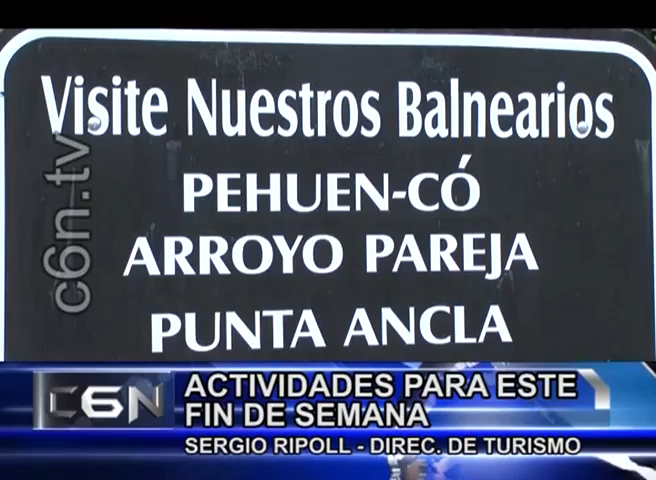 Visite Nuestros Balnearios
PEHUEN-CÓ
ARROYO PAREJA
PUNTA ANCLA
c6n.tv
C6N
ACTIVIDADES PARA ESTE
FIN DE SEMANA
SERGIO RIPOLL - DIREC. DE TURISMO